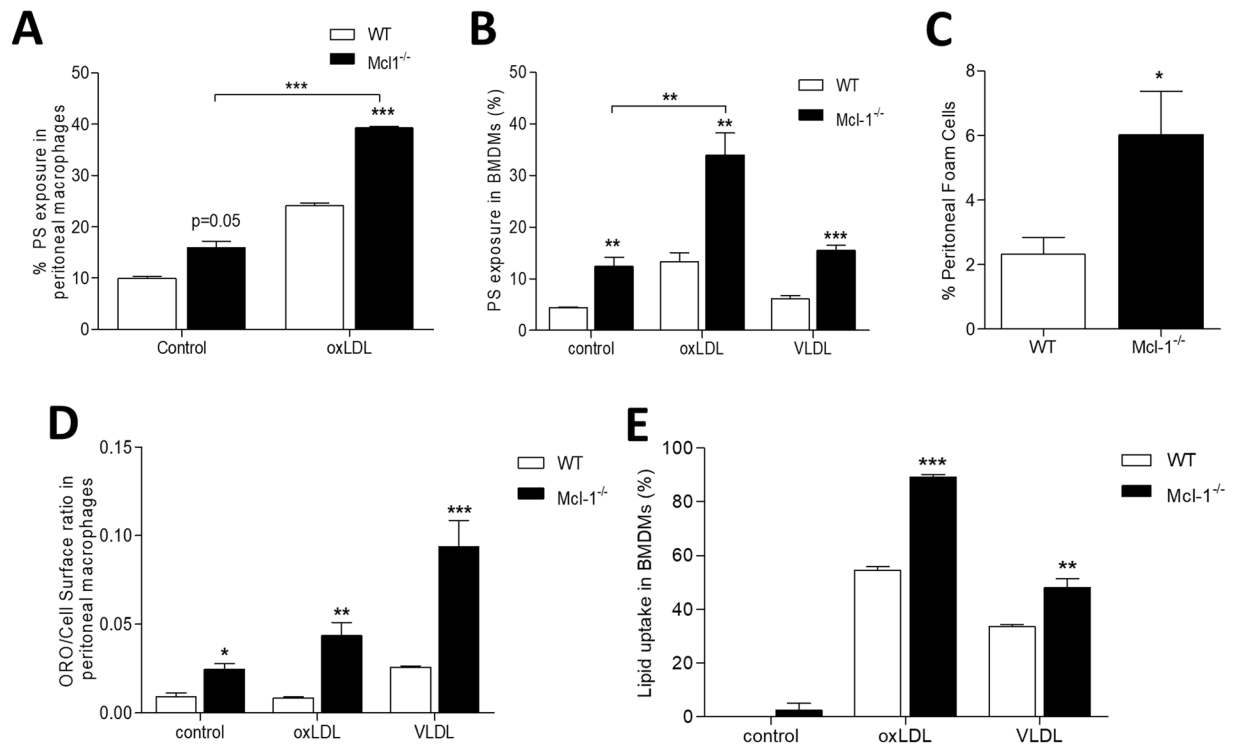 A
WT
Mcl1-/-
% PS exposure in
peritoneal macrophages
50
40
30
20
10
0
***
***
p=0.05
Control
oxLDL
B
WT
Mcl-1-/-
PS exposure in BMDMs (%)
50
40
30
20
10
0
**
**
**
***
control
oxLDL
VLDL
C
% Peritoneal Foam Cells
8
6
4
2
0
*
WT
Mcl-1-/-
D
WT
Mcl-1-/-
ORO/Cell Surface ratio in
peritoneal macrophages
0.15
0.10
0.05
0.00
*
**
***
control
oxLDL
VLDL
E
WT
Mcl-1-/-
Lipid uptake in BMDMs (%)
100
80
60
40
20
0
***
**
control
oxLDL
VLDL